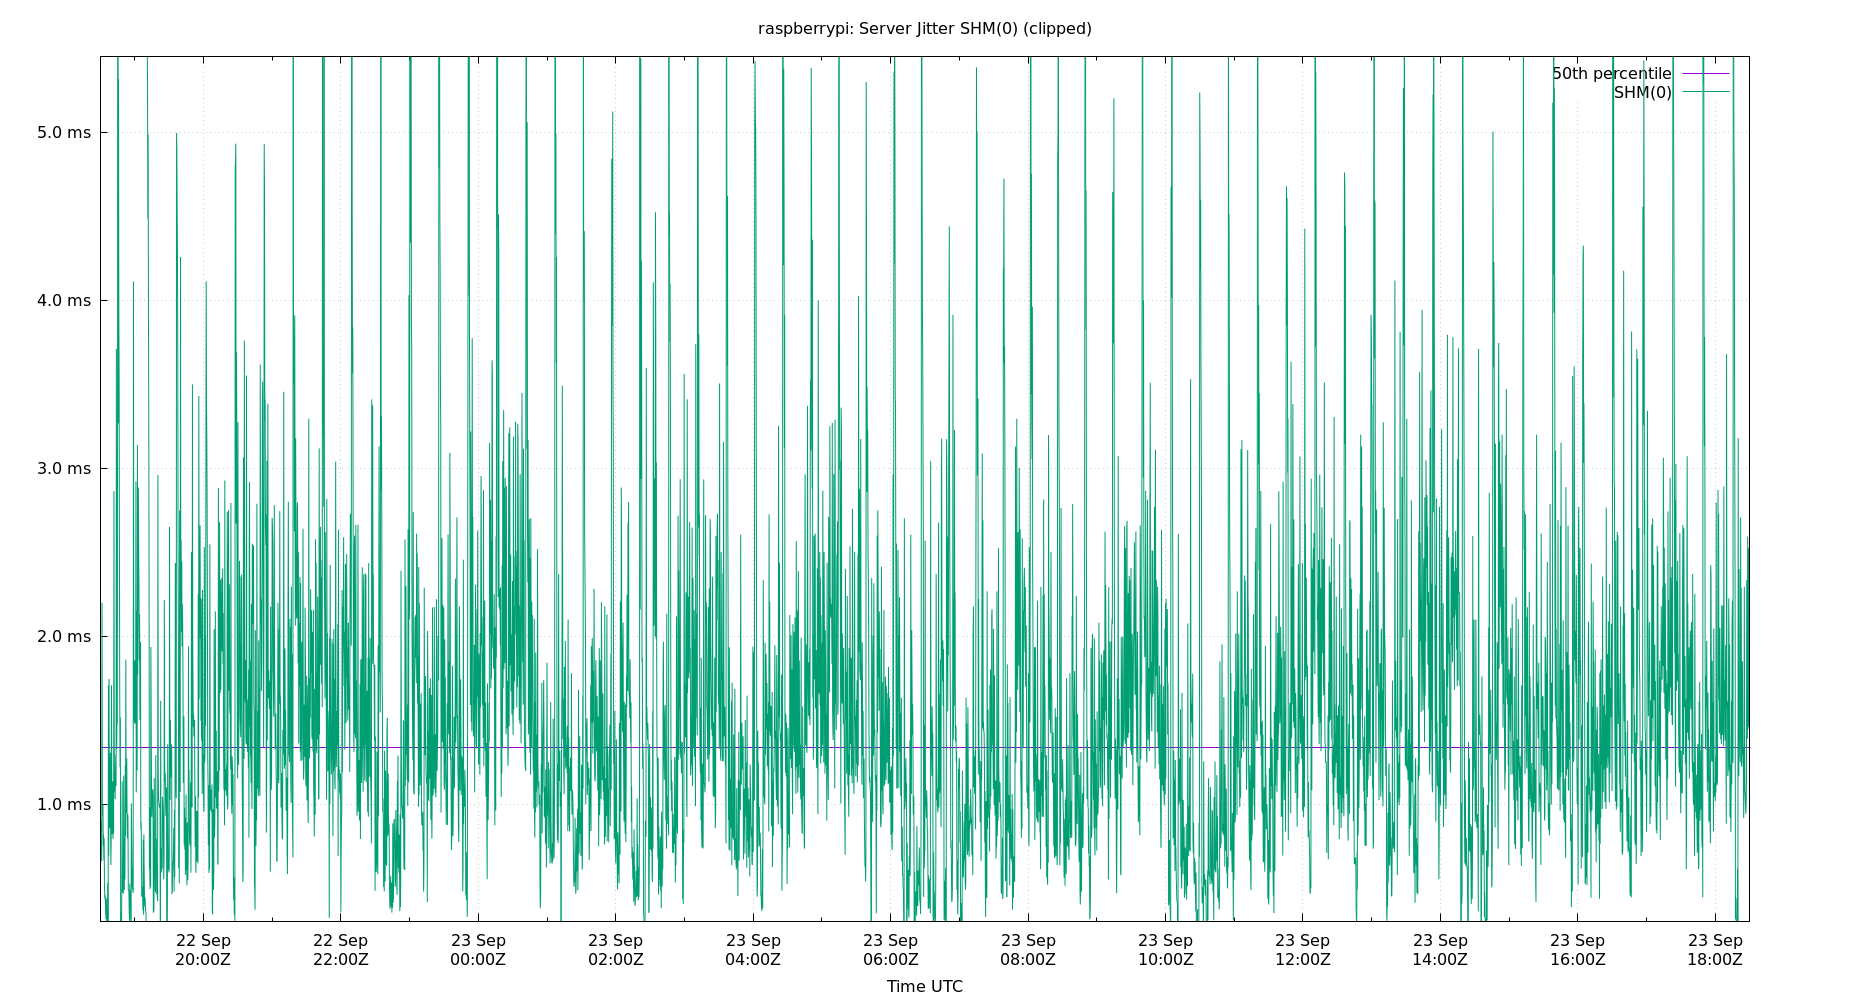 raspberrypi: Server Jitter SHM(0) (clipped)
50th percentile
SHM(0)
5.0 ms
4.0 ms
3.0 ms
2.0 ms
1.0 ms
22 Sep 22 Sep 23 Sep 23 Sep 23 Sep 23 Sep 23 Sep 23 Sep 23 Sep 23 Sep 23 Sep 23 Sep
20:00Z 22:00Z 00:00Z 02:00Z 04:00Z 06:00Z 08:00Z 10:00Z 12:00Z 14:00Z 16:00Z 18:00Z
Time UTC